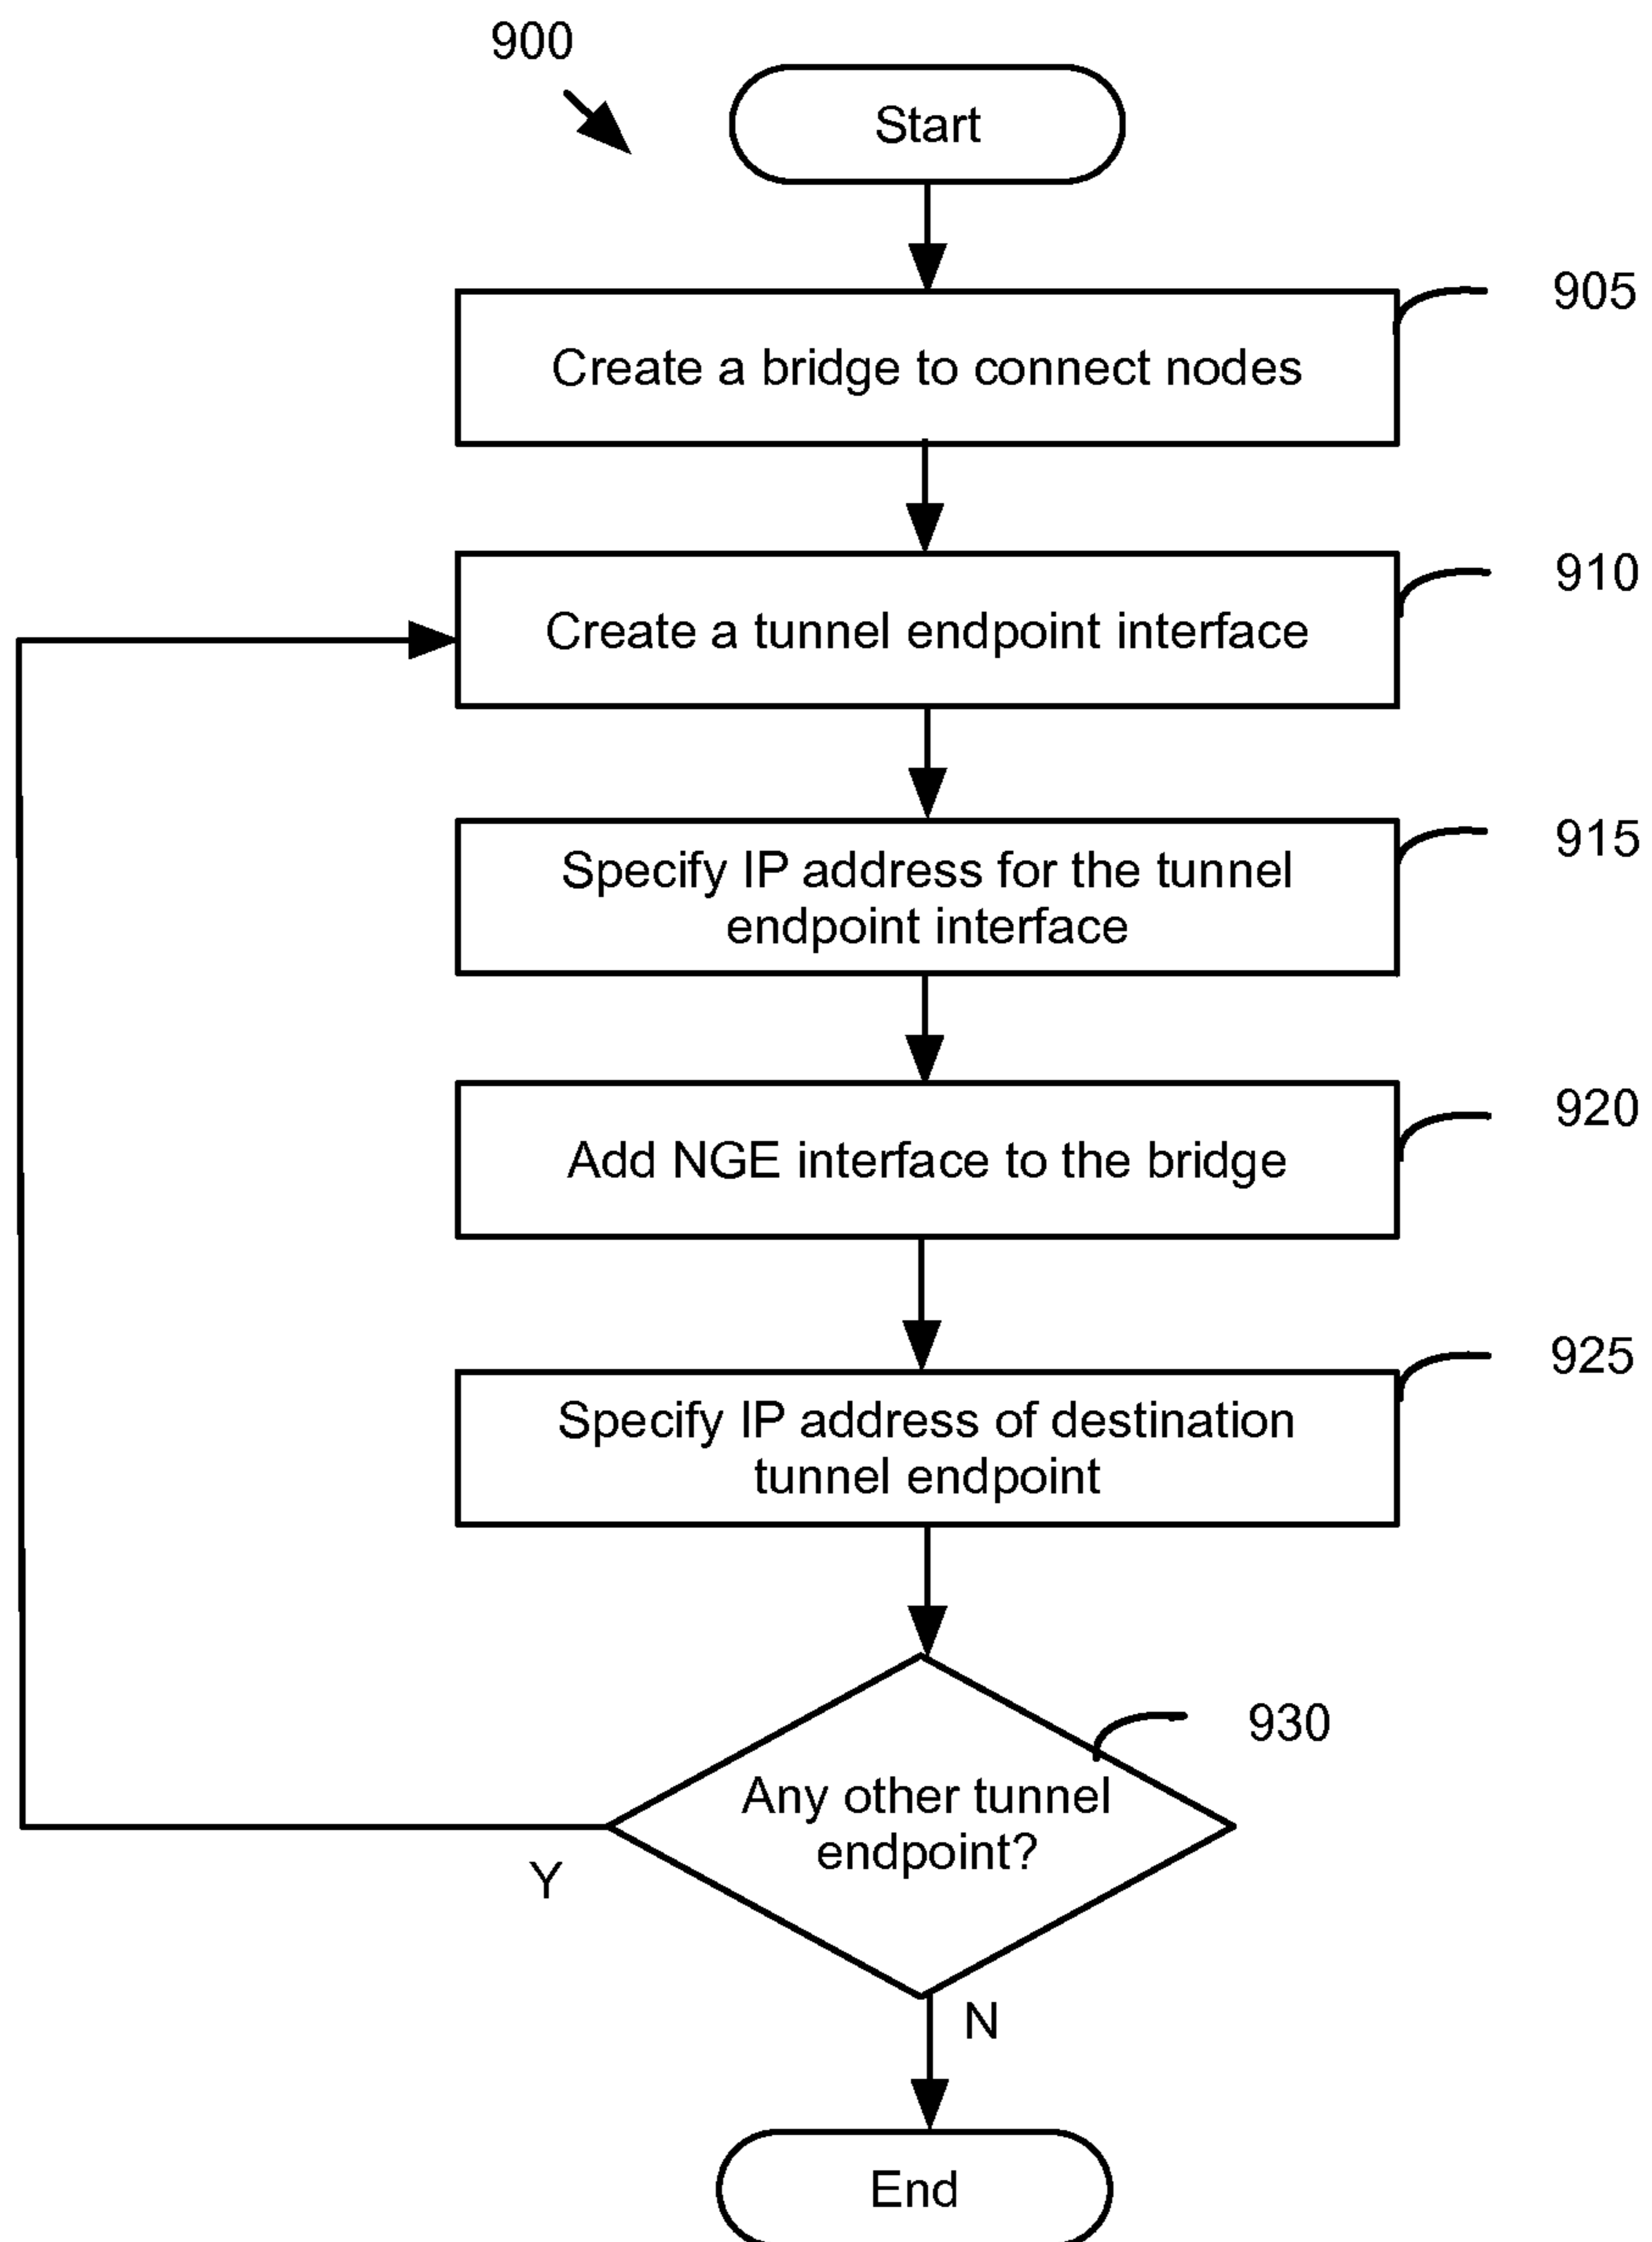 900
Start
905
Create a bridge to connect nodes
910
Create a tunnel endpoint interface
915
Specify IP address for the tunnel
endpoint interface
920
Add NGE interface to the bridge
925
Specify IP address of destination
tunnel endpoint
930
Any other tunnel
endpoint?
Y
N
End